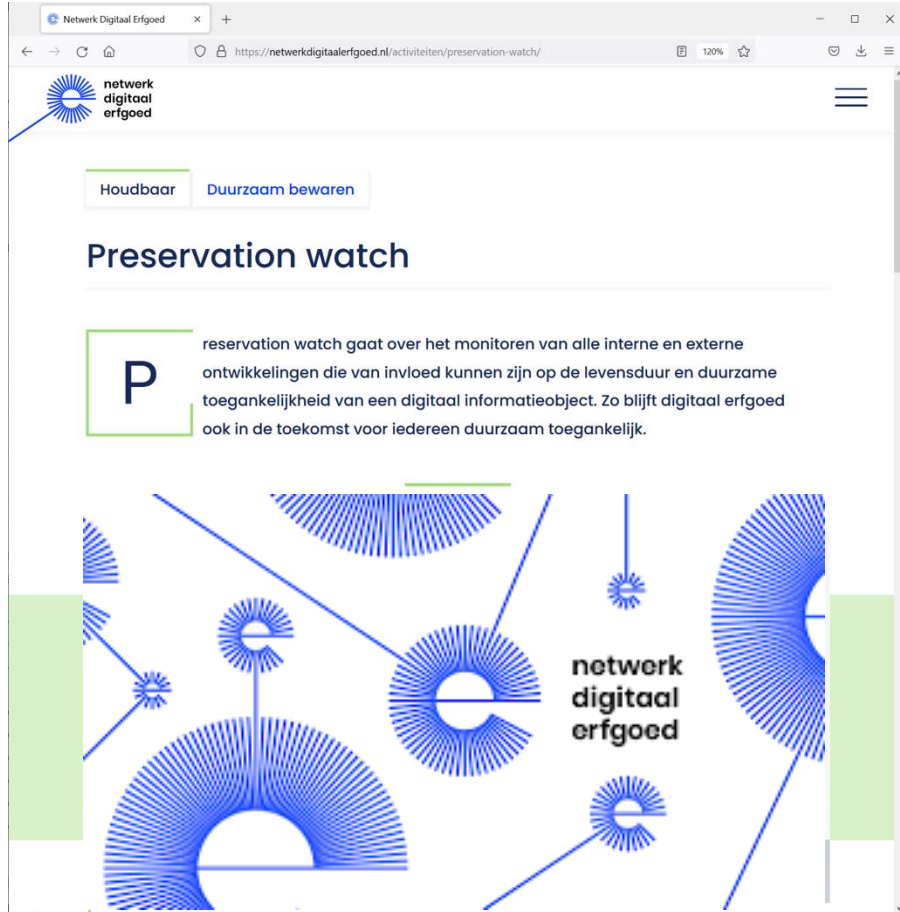 Netwerk Digitaal Erfgoed
https://netwerkdigitaalerfgoed.nl/activiteiten/preservation-watch/
120%
netwerk
digitaal
erfgoed
Houdbaar
Duurzaam bewaren
Preservation watch
Preservation watch gaat over het monitoren van alle interne en externe
ontwikkelingen die van invloed kunnen zijn op de levensduur en duurzame
toegankelijkheid van een digitaal informatieobject. Zo blijft digitaal erfgoed
ook in de toekomst voor iedereen duurzaam toegankelijk.
netwerk
digitaal
erfgoed